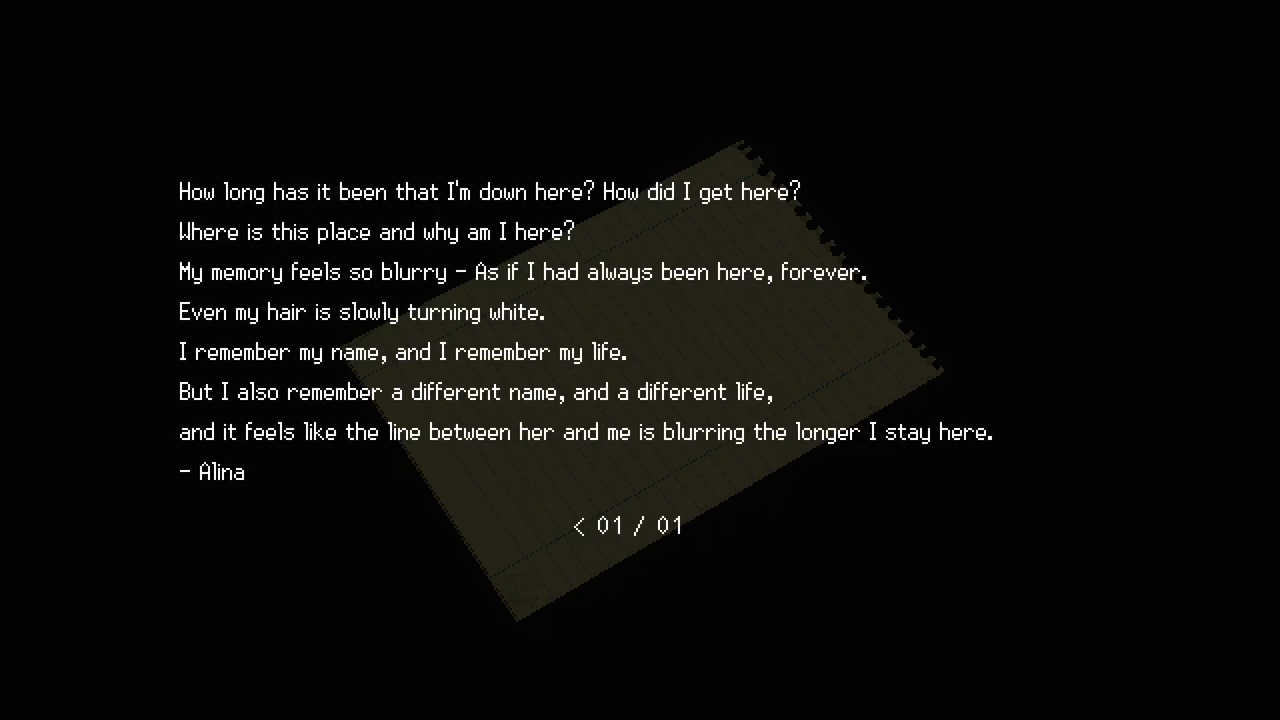 How long has it been that I'm down here? How did I get here?
Where is this place and why am I here?
My memory feels so blurry - As if I had always been here, forever.
Even my hair is slowly turning white.
I remember my name, and I remember my life.
But I also remember a different name, and a different life,
and it feels like the line between her and me is blurring the longer I stay here.
- Alina
< 01 / 01